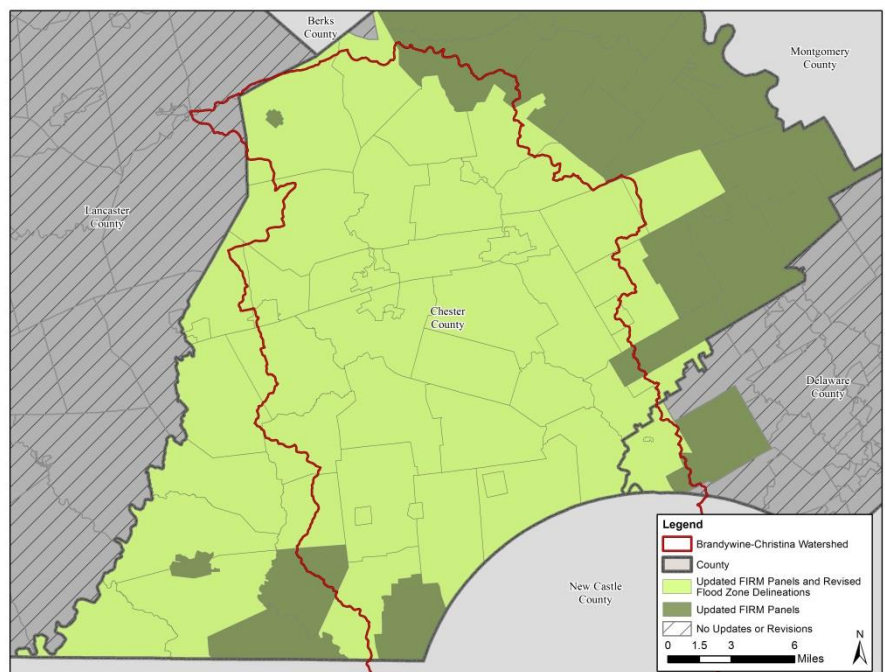 Berks
County
Montgomery
County
Lancaster
County
Chester
County
Delaware
County
New Castle
County
Legend
Brandywine-Christina Watershed
County
Updated FIRM Panels and Revised
Flood Zone Delineations
Updated FIRM Panels
No Updates or Revisions
N
0 1.5 3 6
Miles